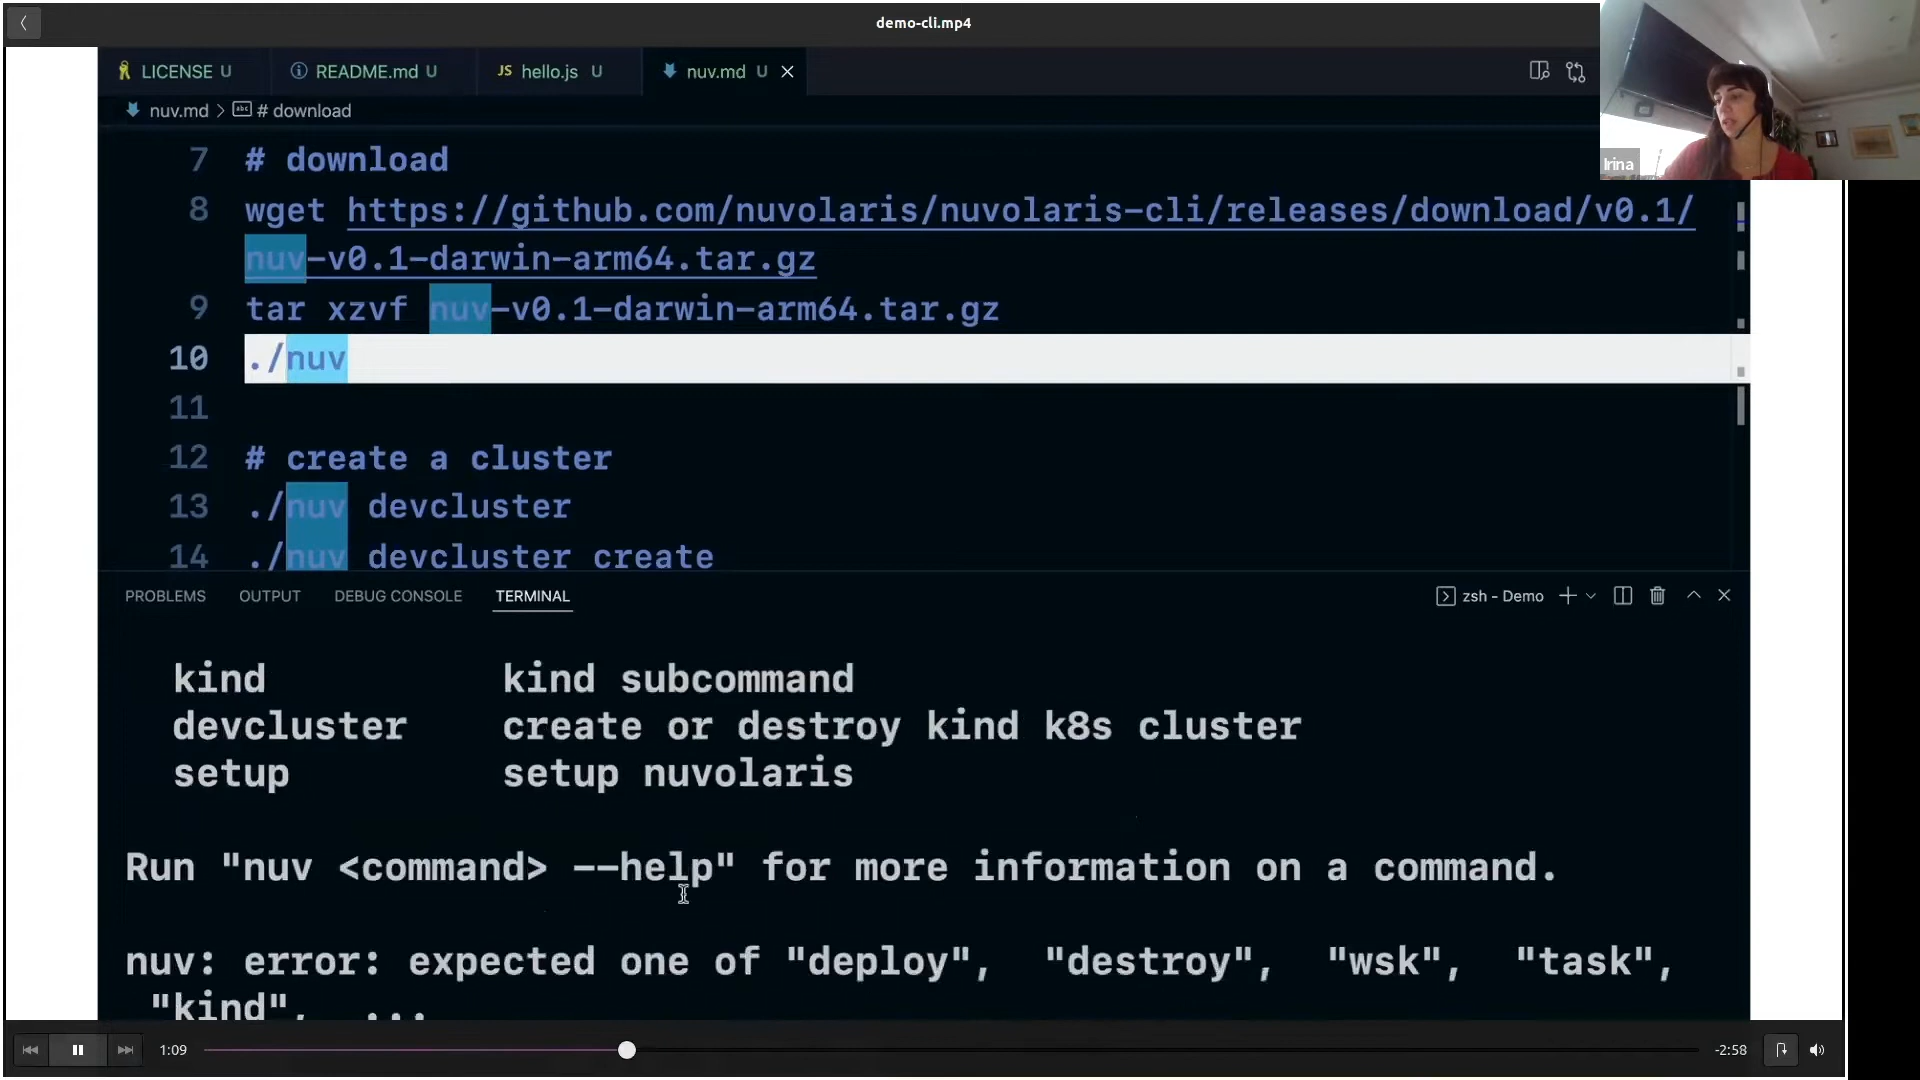 demo-cli.mp4
LICENSE U
README.md U
JS hello.js U
nuv.md U
nuv.md > abc # download
Irina
7 # download
8 wget https://github.com/nuvolaris/nuvolaris-cli/releases/download/v0.1/
nuv-v0.1-darwin-arm64.tar.gz
9 tar xzvf nuv-v0.1-darwin-arm64.tar.gz
10 ./nuv
11
12 # create a cluster
13 ./nuv devcluster
14 ./nuv devcluster create
PROBLEMS OUTPUT DEBUG CONSOLE TERMINAL
zsh - Demo
kind kind subcommand
devcluster create or destroy kind k8s cluster
setup setup nuvolaris
Run "nuv <command> --help" for more information on a command.
nuv: error: expected one of "deploy", "destroy", "wsk", "task",
"kind", ...
1:09
-2:58